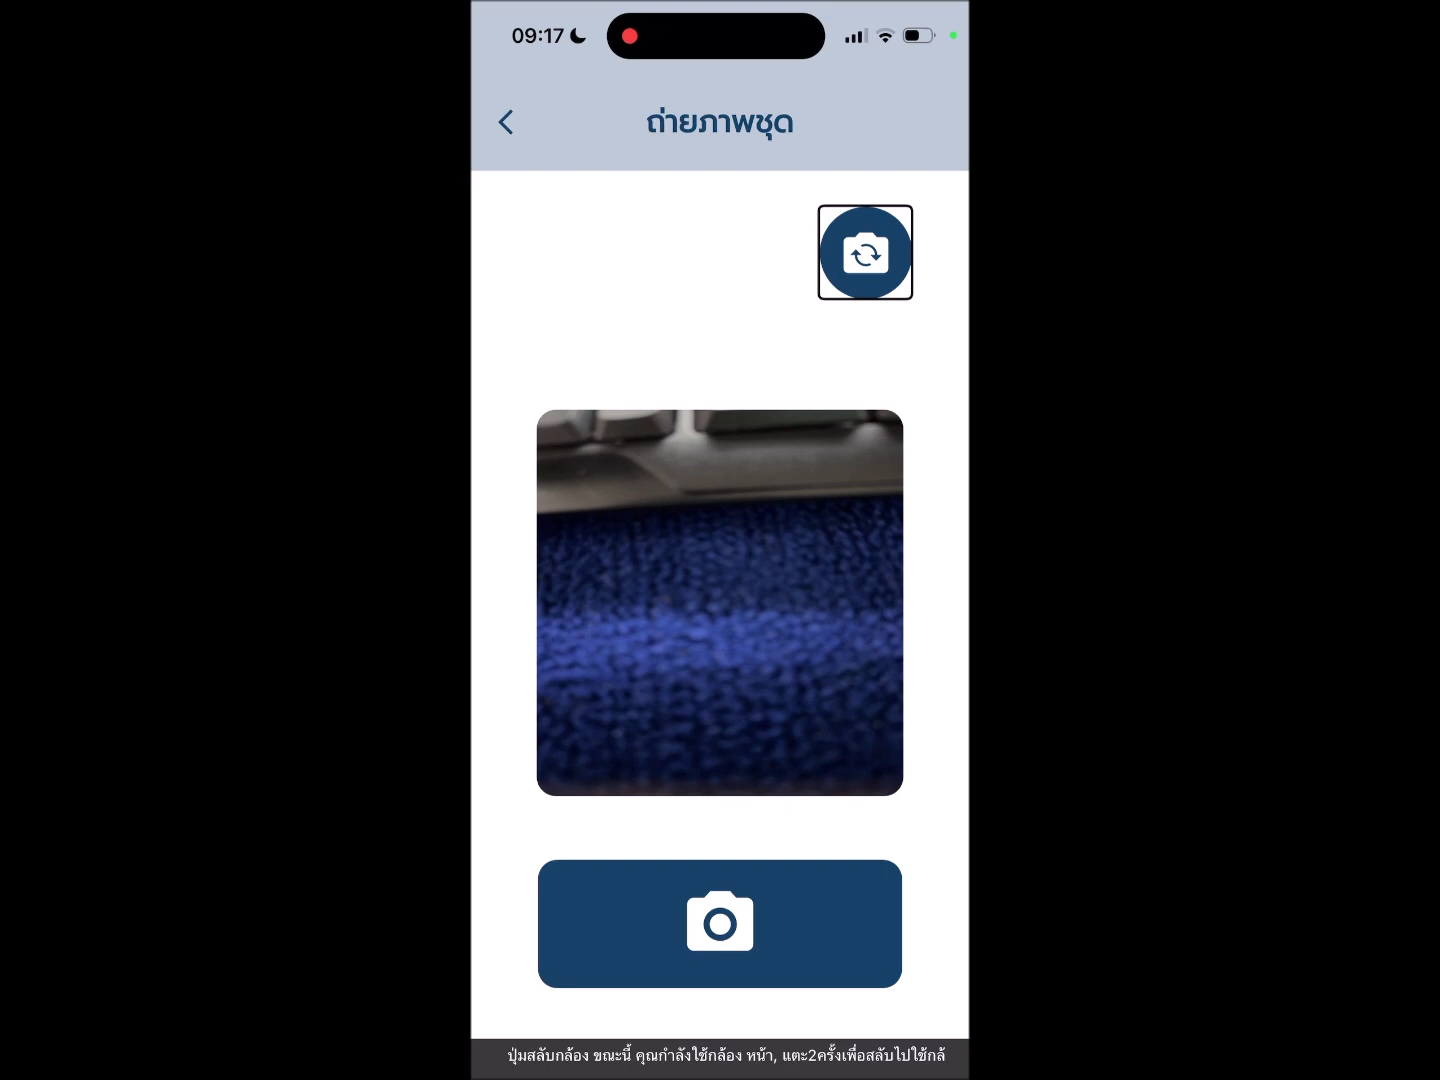 09:17
ถ่ายภาพชุด
ปุ่มสลับกล้อง ขณะนี้ คุณกำลังใช้กล้อง หน้า, แตะ2ครั้งเพื่อสลับไปใช้กล้